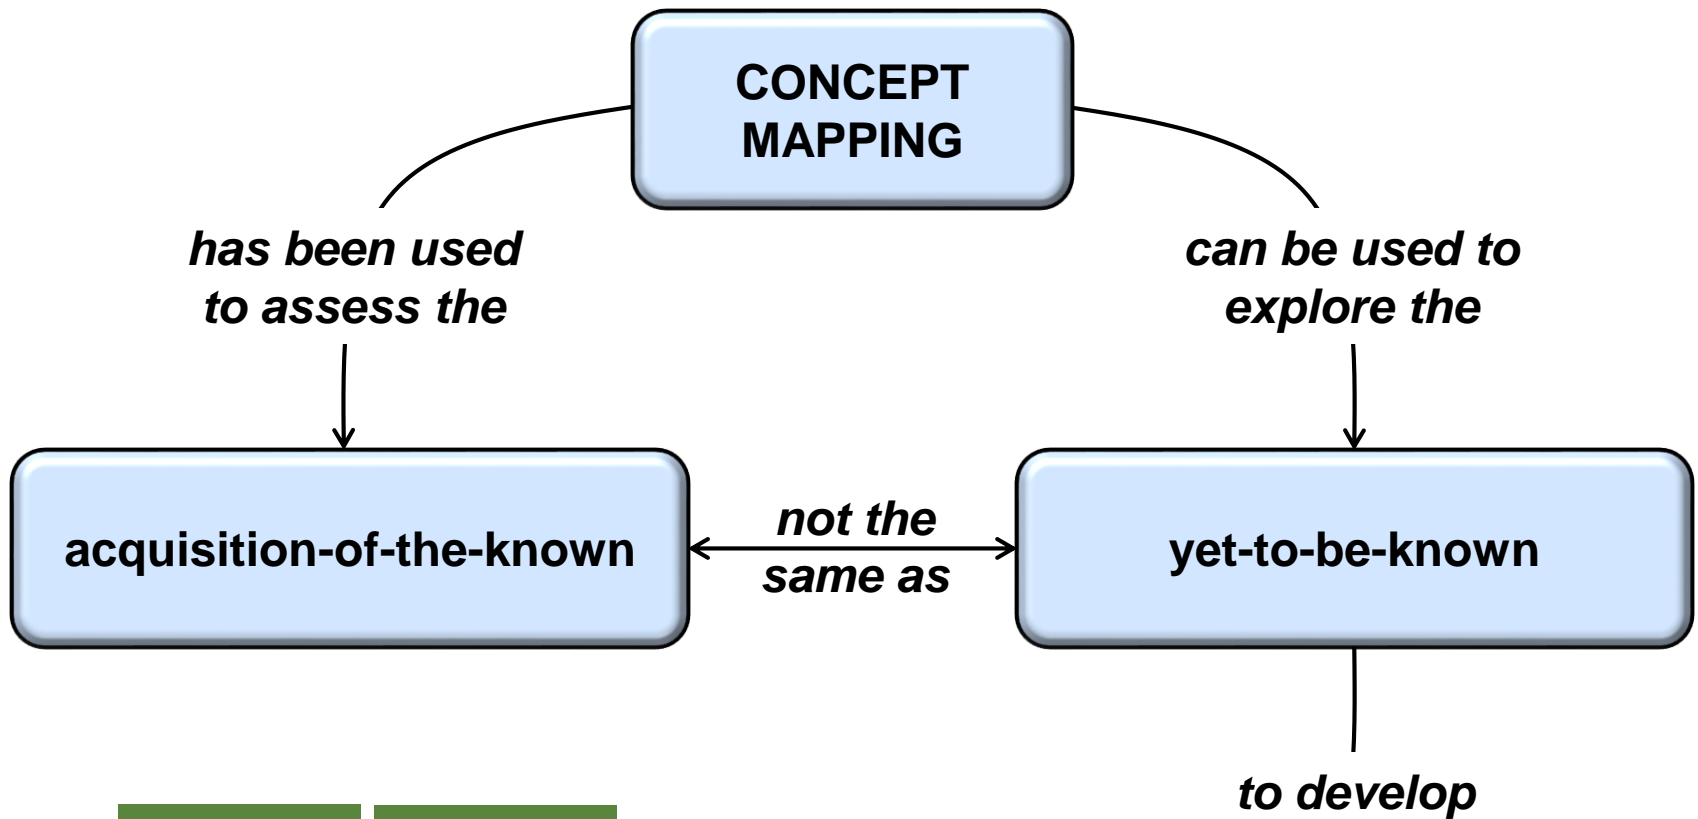 CONCEPT
MAPPING
has been used
to assess the
can be used to
explore the
acquisition-of-the-known
not the
same as
yet-to-be-known
to develop